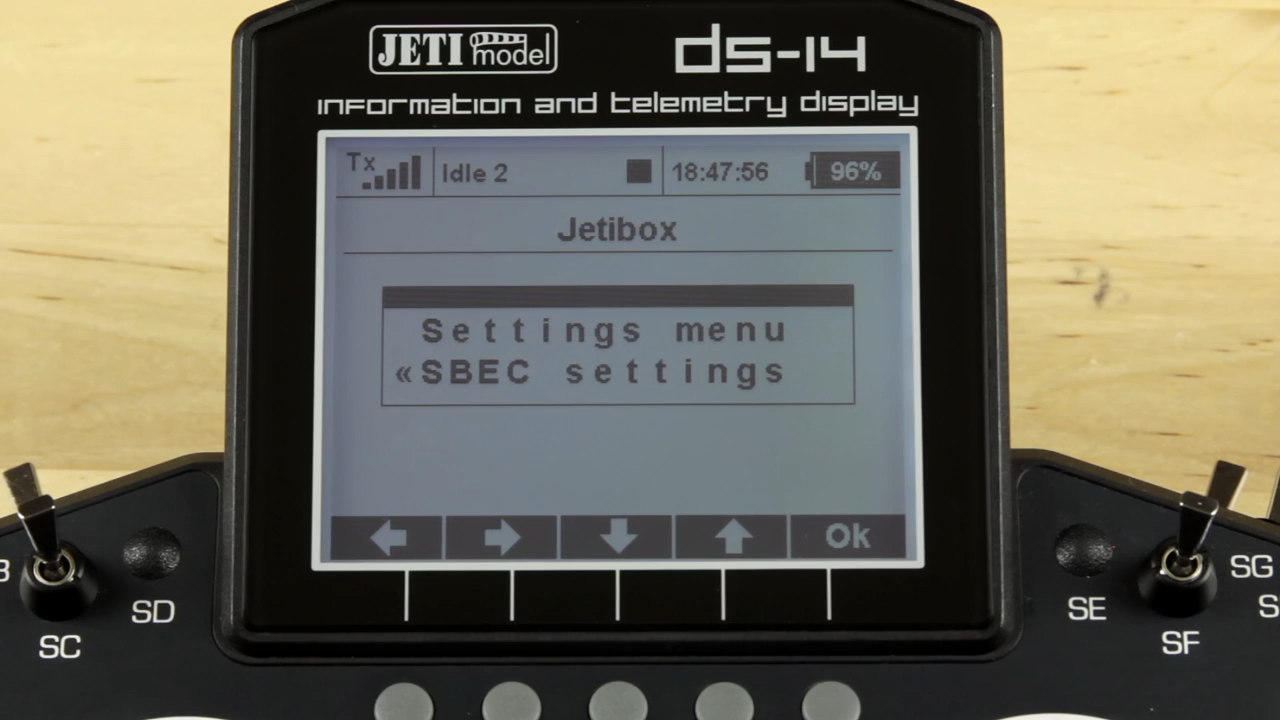 JETI model
ds-14
information and telemetry display
Tx Idle 2 18:47:56 96%
Jetibox
Settings menu
«SBEC settings
Ok
SC
SD
SE
SF
SG